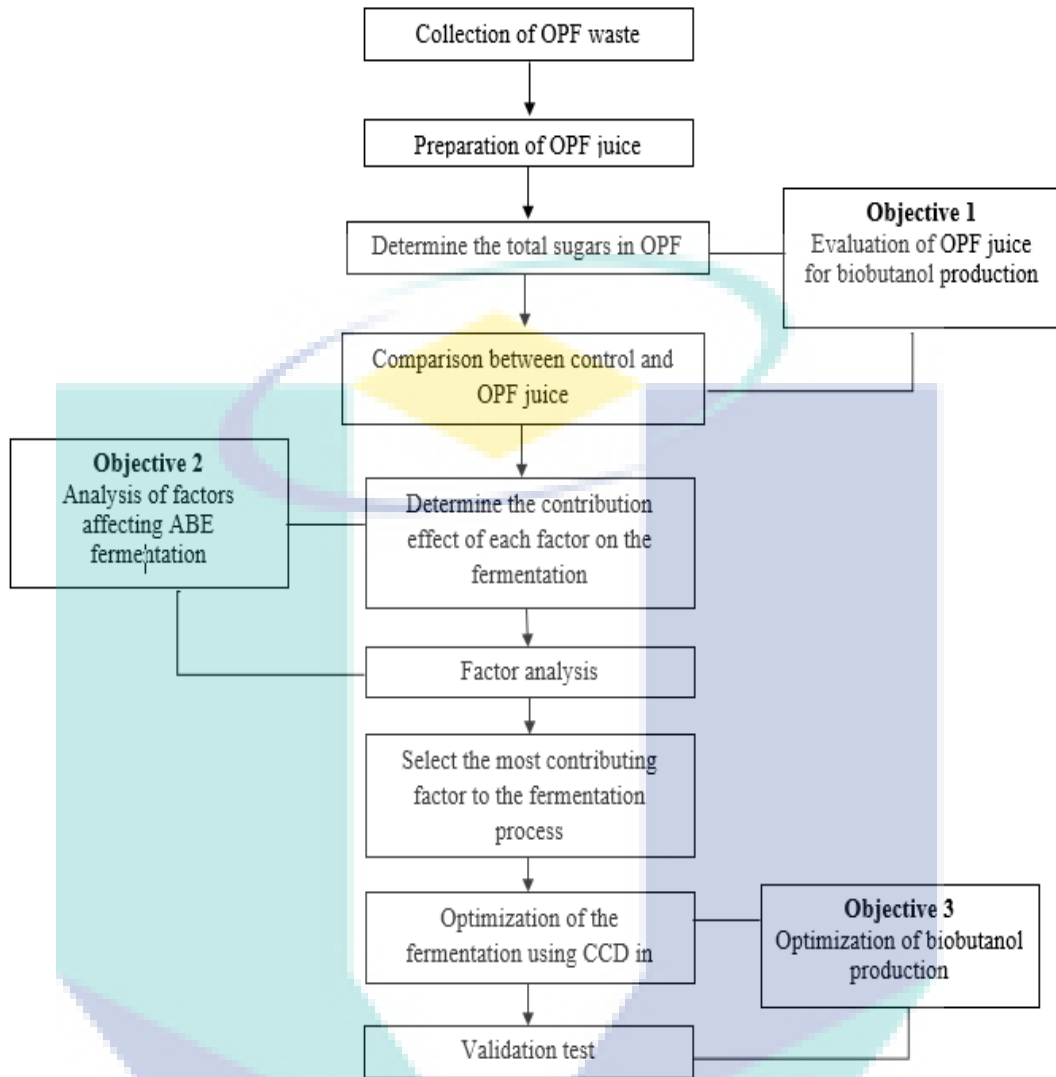 Collection of OPF waste
Preparation of OPF juice
Determine the total sugars in OPF
Objective 1
Evaluation of OPF juice
for biobutanol production
Comparison between control and
OPF juice
Objective 2
Analysis of factors
affecting ABE
fermentation
Determine the contribution
effect of each factor on the
fermentation
Factor analysis
Select the most contributing
factor to the fermentation
process
Optimization of the
fermentation using CCD in
Objective 3
Optimization of biobutanol
production
Validation test